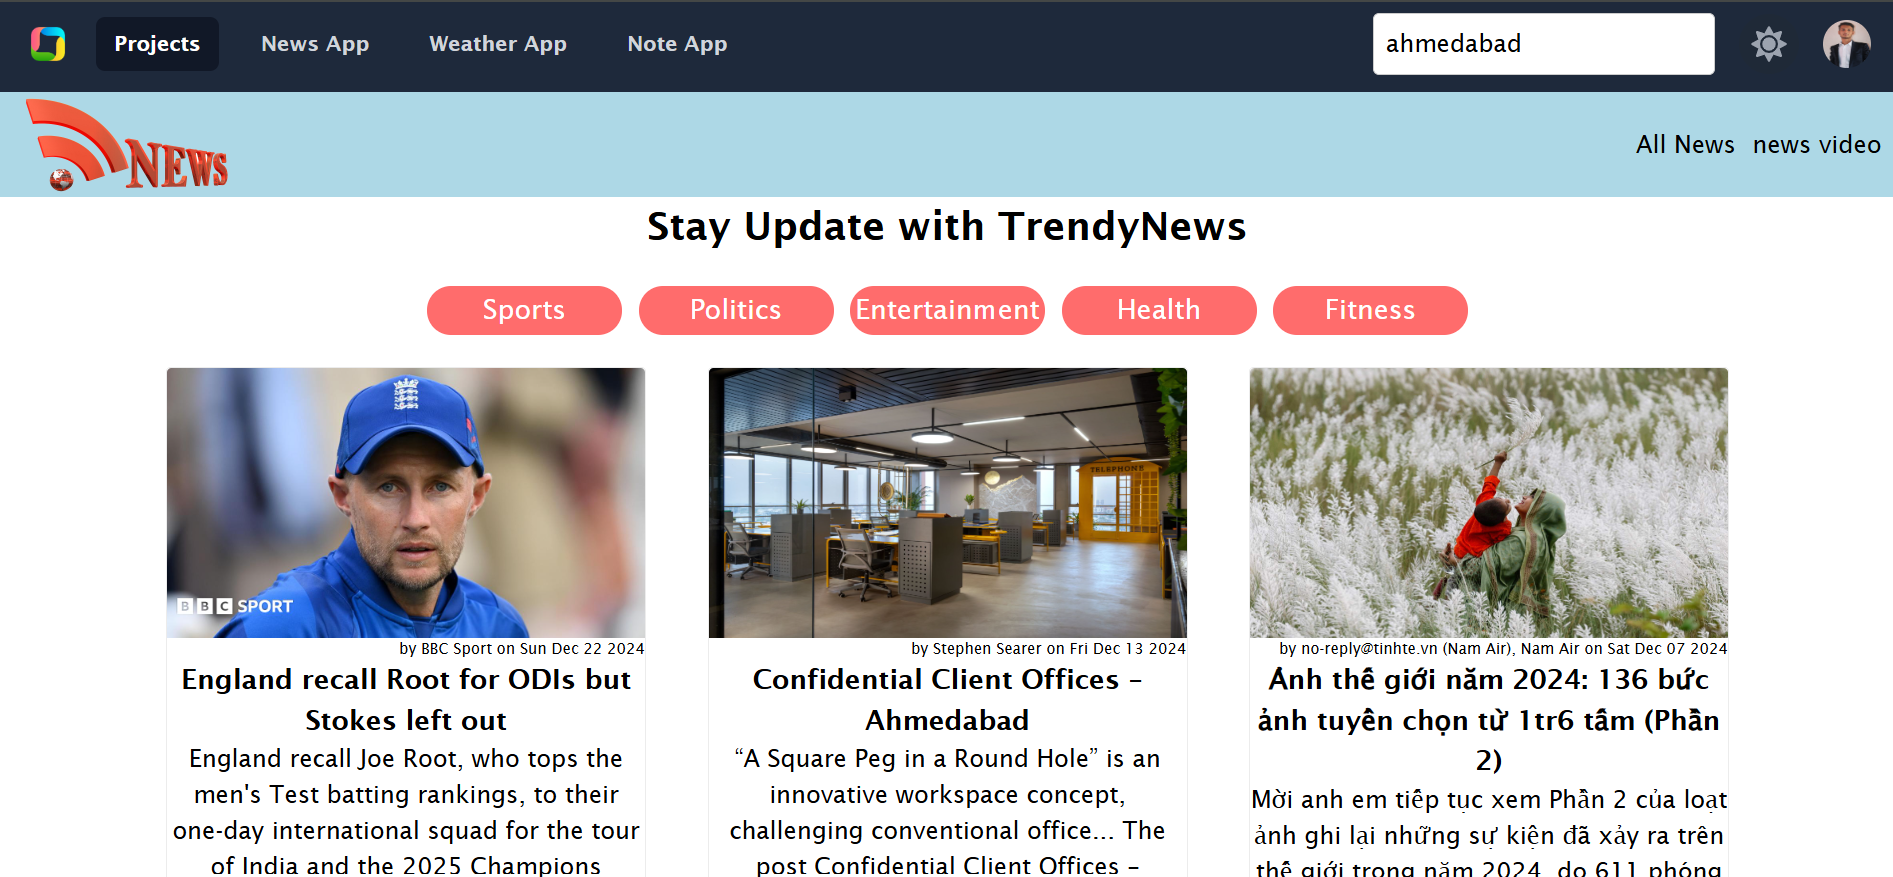 Projects News App Weather App Note App ahmedabad
NEWS
All News news video
Stay Update with TrendyNews
Sports Politics Entertainment Health Fitness
BBC SPORT
by BBC Sport on Sun Dec 22 2024
England recall Root for ODIs but
Stokes left out
England recall Joe Root, who tops the
men's Test batting rankings, to their
one-day international squad for the tour
of India and the 2025 Champions
TELEPHONE
by Stephen Searer on Fri Dec 13 2024
Confidential Client Offices –
Ahmedabad
“A Square Peg in a Round Hole” is an
innovative workspace concept,
challenging conventional office... The
post Confidential Client Offices –
by no-reply@tinhte.vn (Nam Air), Nam Air on Sat Dec 07 2024
Ảnh thế giới năm 2024: 136 bức
ảnh tuyển chọn từ 1tr6 tấm (Phần
2)
Mời anh em tiếp tục xem Phần 2 của loạt
ảnh ghi lại những sự kiện đã xảy ra trên
thế giới trong năm 2024, do 611 phóng